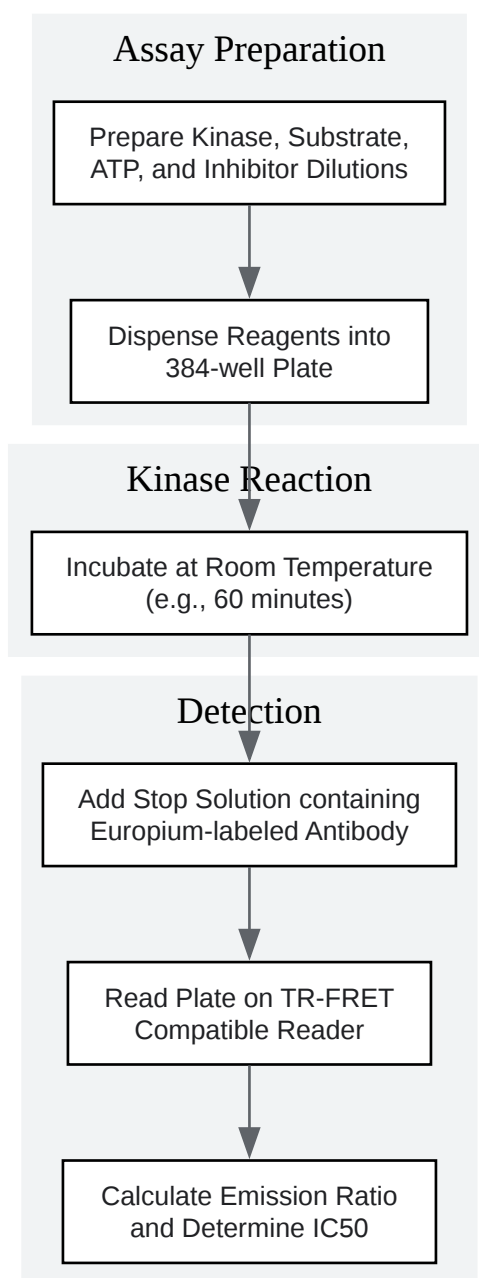 Assay Preparation
Prepare Kinase, Substrate,
ATP, and Inhibitor Dilutions
Dispense Reagents into
384-well Plate
Kinase Reaction
Incubate at Room Temperature
(e.g., 60 minutes)
Detection
Add Stop Solution containing
Europium-labeled Antibody
Read Plate on TR-FRET
Compatible Reader
Calculate Emission Ratio
and Determine IC50